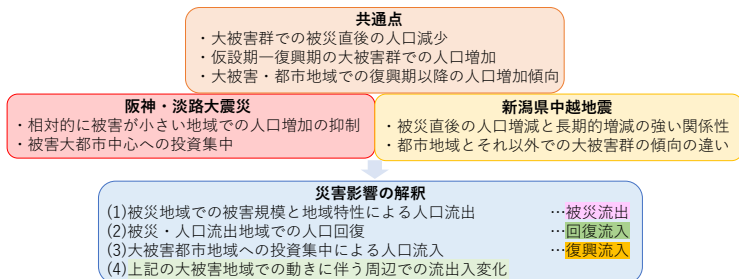 共通点
・大被害群での被災直後の人口減少
・仮設期―復興期の大被害群での人口増加
・大被害・都市地域での復興期以降の人口増加傾向
阪神・淡路大震災
・相対的に被害が小さい地域での人口増加の抑制
・被害大都市中心への投資集中
新潟県中越地震
・被災直後の人口増減と長期的増減の強い関係性
・都市地域とそれ以外での大被害群の傾向の違い
災害影響の解釈
(1)被災地域での被害規模と地域特性による人口流出 …被災流出
(2)被災・人口流出地域での人口回復 …回復流入
(3)大被害都市地域への投資集中による人口流入 …復興流入
(4)上記の大被害地域での動きに伴う周辺での流出入変化